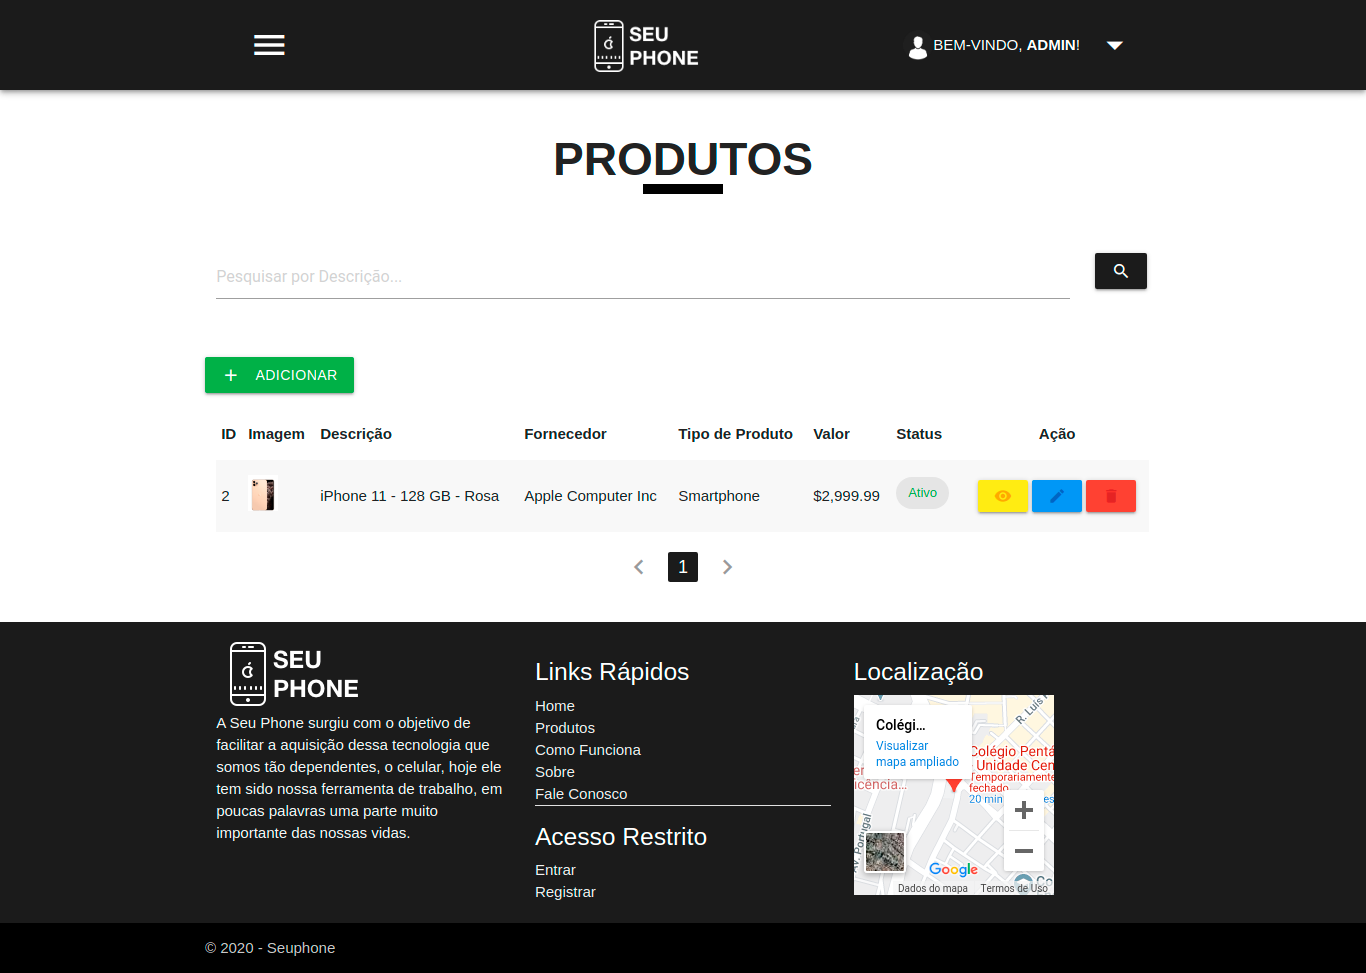 SEU
PHONE
BEM-VINDO, ADMIN!
PRODUTOS
Pesquisar por Descrição...
ADICIONAR
ID Imagem Descrição Fornecedor Tipo de Produto Valor Status Ação
2 iPhone 11 - 128 GB - Rosa Apple Computer Inc Smartphone $2,999.99 Ativo
1
SEU
PHONE
A Seu Phone surgiu com o objetivo de
facilitar a aquisição dessa tecnologia que
somos tão dependentes, o celular, hoje ele
tem sido nossa ferramenta de trabalho, em
poucas palavras uma parte muito
importante das nossas vidas.
Links Rápidos
Home
Produtos
Como Funciona
Sobre
Fale Conosco
Acesso Restrito
Entrar
Registrar
Localização
R. Luís
Colégi...
Visualizar
mapa ampliado
Colégio Pentá
Unidade Cen
Temporariamente
fechado
20 min
icência...
Av. Portugal
Google
Co
Dados do mapa Termos de Uso
© 2020 - Seuphone